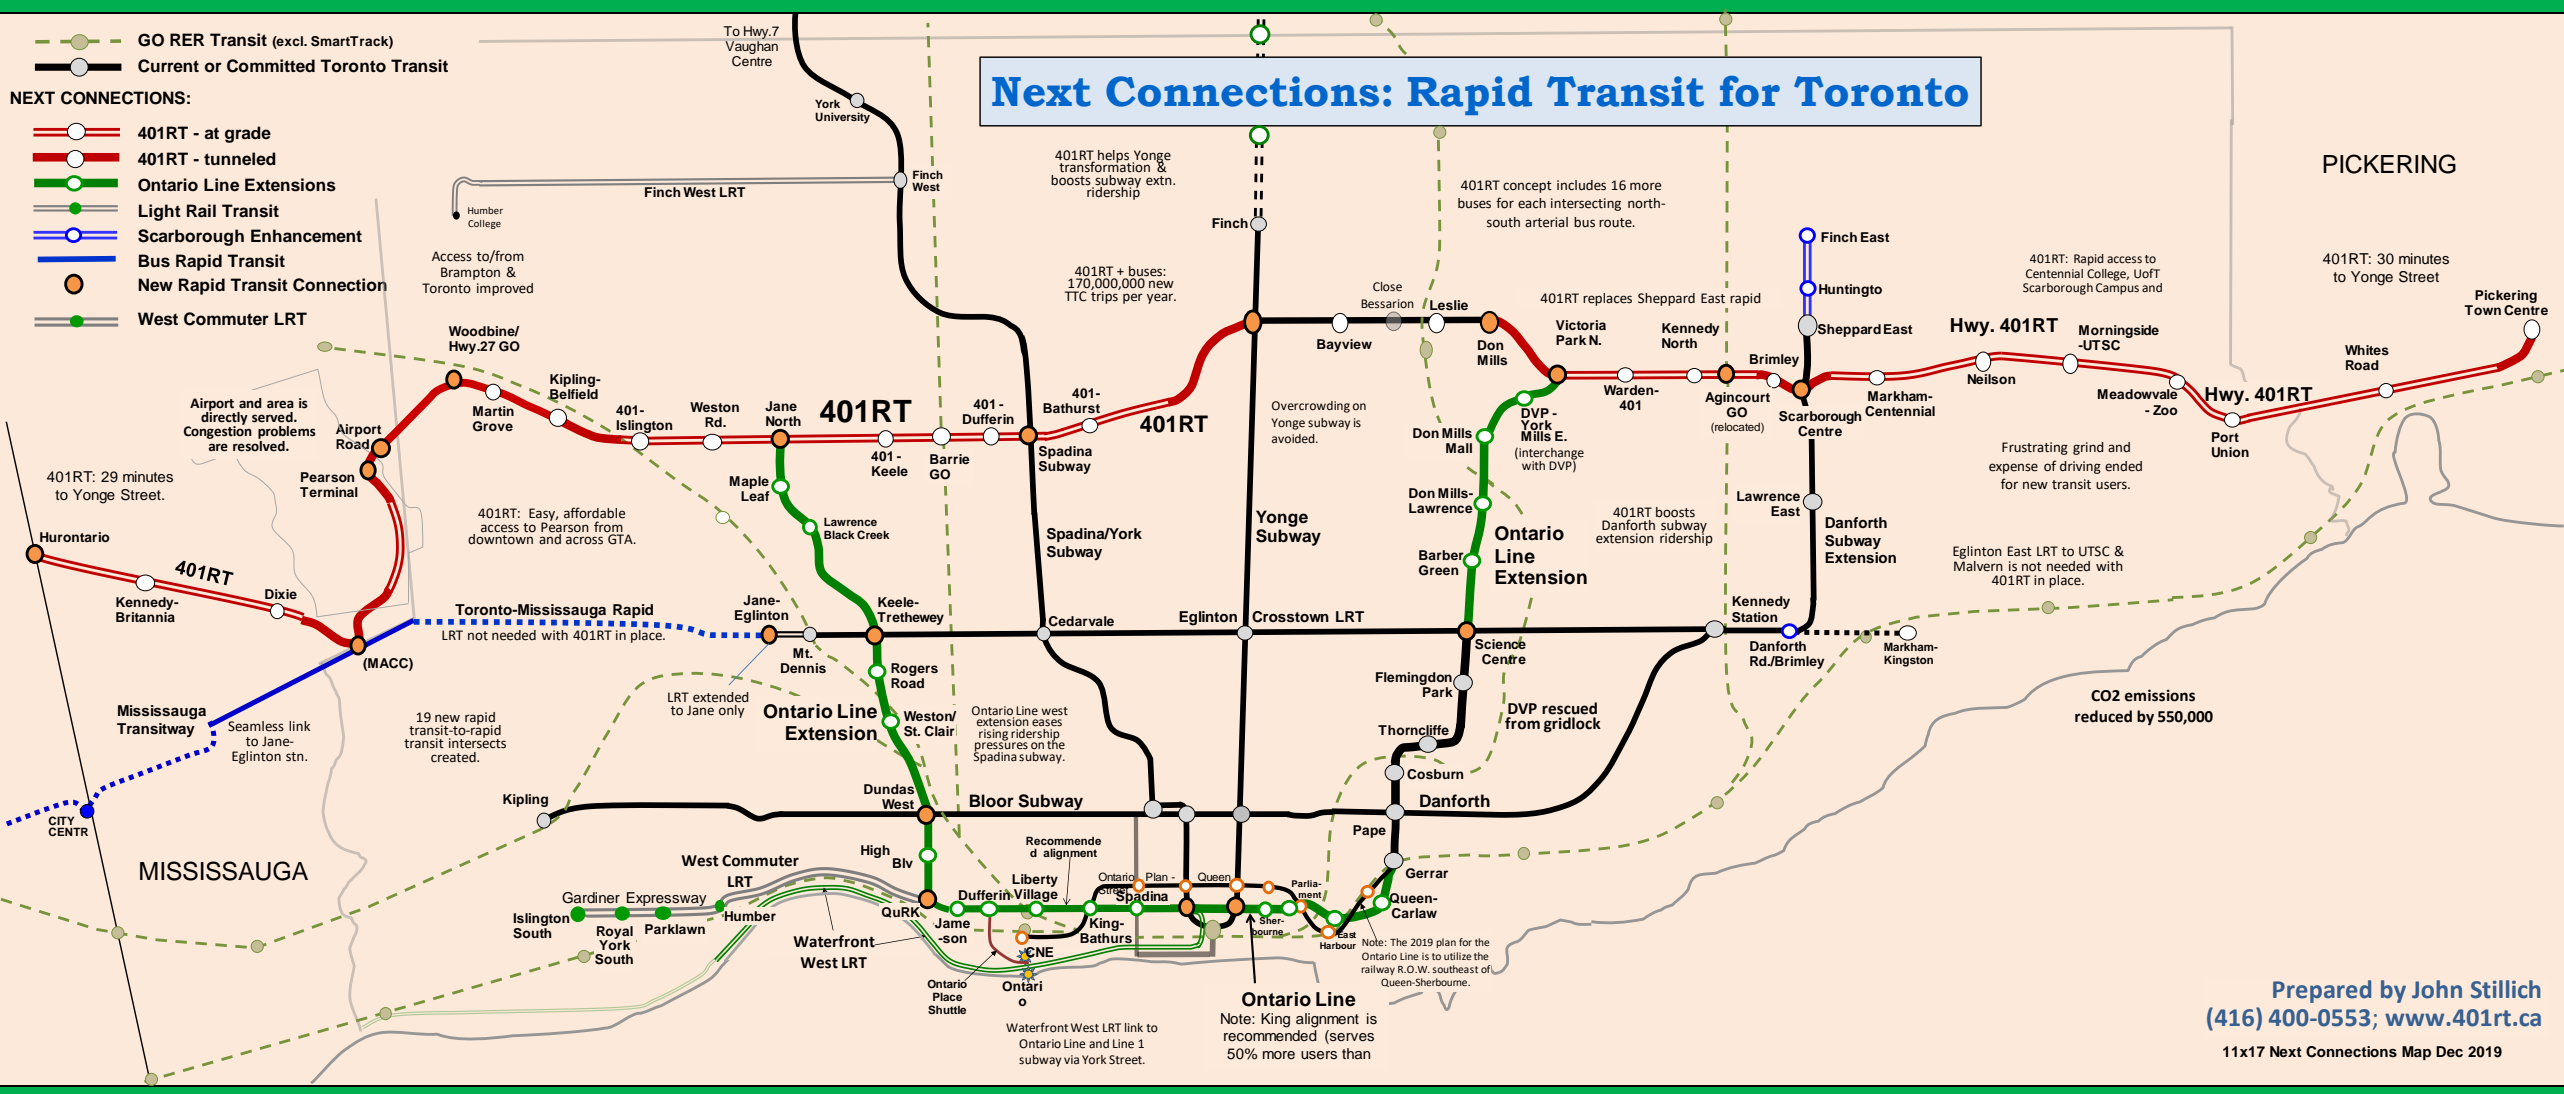 GO RER Transit (excl. SmartTrack)
Current or Committed Toronto Transit
NEXT CONNECTIONS:
401RT - at grade
401RT - tunneled
Ontario Line Extensions
Light Rail Transit
Scarborough Enhancement
Bus Rapid Transit
New Rapid Transit Connection
West Commuter LRT
Next Connections: Rapid Transit for Toronto
To Hwy.7
Vaughan
Centre
York
University
Finch
West
Finch West LRT
Humber
College
Access to/from
Brampton &
Toronto improved
401RT helps Yonge
transformation &
boosts subway extn.
ridership
Finch
401RT + buses:
170,000,000 new
TTC trips per year.
401RT concept includes 16 more
buses for each intersecting north-
south arterial bus route.
Close
Bessarion
Leslie
Bayview
Don
Mills
401RT replaces Sheppard East rapid
Victoria
Park N.
Kennedy
North
Finch East
Huntingto
Sheppard East
Brimley
401RT: Rapid access to
Centennial College, UofT
Scarborough Campus and
PICKERING
401RT: 30 minutes
to Yonge Street
Pickering
Town Centre
Hwy. 401RT
Morningside
-UTSC
Whites
Road
Neilson
Meadowvale
- Zoo
Hwy. 401RT
Port
Union
Markham-
Centennial
Scarborough
Centre
Agincourt
GO
(relocated)
Warden-
401
Woodbine/
Hwy.27 GO
Martin
Grove
Kipling-
Belfield
401-
Islington
Weston
Rd.
Jane
North
401RT
401 -
Dufferin
401-
Bathurst
401RT
401 -
Keele
Barrie
GO
Spadina
Subway
Airport and area is
directly served.
Congestion problems
are resolved.
Airport
Road
Pearson
Terminal
401RT: 29 minutes
to Yonge Street.
Hurontario
401RT
Kennedy-
Britannia
Dixie
(MACC)
401RT: Easy, affordable
access to Pearson from
downtown and across GTA.
Maple
Leaf
Lawrence
Black Creek
Overcrowding on
Yonge subway is
avoided.
DVP -
York
Mills E.
(interchange
with DVP)
Don Mills
Mall
Don Mills-
Lawrence
Barber
Green
Ontario
Line
Extension
401RT boosts
Danforth subway
extension ridership
Lawrence
East
Danforth
Subway
Extension
Frustrating grind and
expense of driving ended
for new transit users.
Eglinton East LRT to UTSC &
Malvern is not needed with
401RT in place.
Spadina/York
Subway
Yonge
Subway
Toronto-Mississauga Rapid
LRT not needed with 401RT in place.
Jane-
Eglinton
Keele-
Trethewey
Mt.
Dennis
Cedarvale
Eglinton
Crosstown LRT
Science
Centre
Kennedy
Station
Danforth
Rd./Brimley
Markham-
Kingston
Flemingdon
Park
Thorncliffe
DVP rescued
from gridlock
Cosburn
Danforth
Pape
Gerrar
CO2 emissions
reduced by 550,000
Mississauga
Transitway
Seamless link
to Jane-
Eglinton stn.
19 new rapid
transit-to-rapid
transit intersects
created.
LRT extended
to Jane only
Rogers
Road
Ontario Line
Extension
Weston/
St. Clair
Ontario Line west
extension eases
rising ridership
pressures on the
Spadina subway.
CITY
CENTR
MISSISSAUGA
Kipling
Dundas
West
Bloor Subway
High
Blv
West Commuter
LRT
Gardiner Expressway
Islington
South
Royal
York
South
Parklawn
Humber
QuRK
Waterfront
West LRT
Dufferin
Liberty
Village
Recommende
d alignment
Jame
-son
King-
Bathurs
Ontario
Street
Plan -
Queen
Spadina
Parlia-
ment
Sher-
bourne
East
Harbour
Queen-
Carlaw
CNE
Ontari
o
Ontario
Place
Shuttle
Note: The 2019 plan for the
Ontario Line is to utilize the
railway R.O.W. southeast of
Queen-Sherbourne.
Ontario Line
Note: King alignment is
recommended (serves
50% more users than
Waterfront West LRT link to
Ontario Line and Line 1
subway via York Street.
Prepared by John Stillich
(416) 400-0553; www.401rt.ca
11x17 Next Connections Map Dec 2019